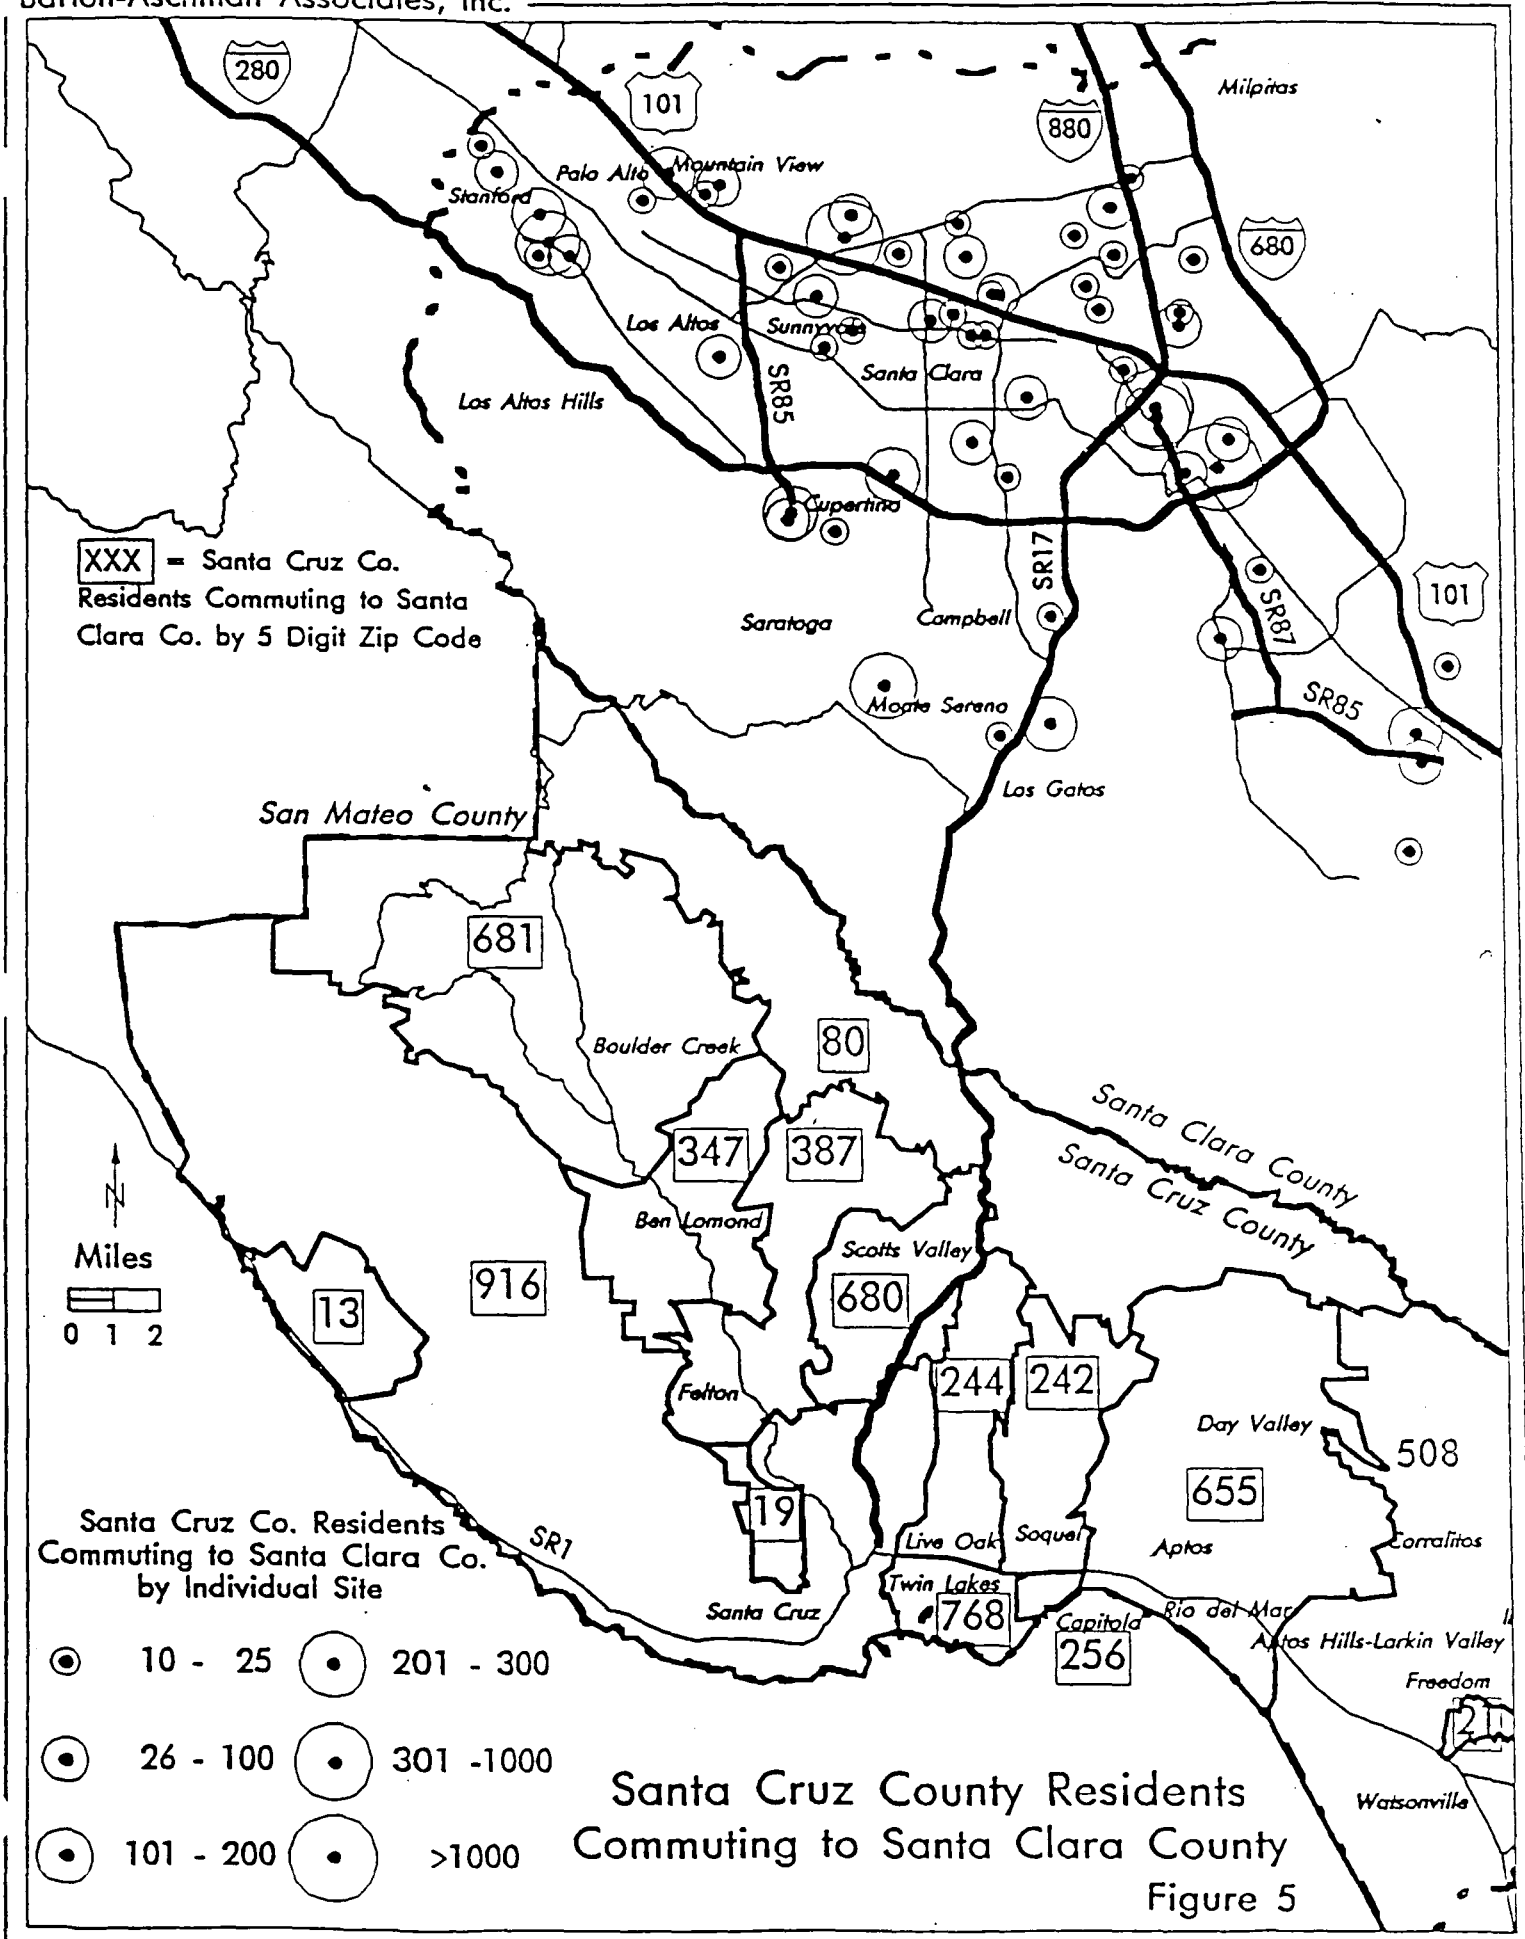 Barton-Aschman Associates, Inc.
280
101
Milpitas
880
Palo Alto
Mountain View
Stanford
680
Los Altos
Sunnyvale
SR85
Santa Clara
Los Altos Hills
Cupertino
XXX = Santa Cruz Co.
Residents Commuting to Santa
Clara Co. by 5 Digit Zip Code
SR17
SR87
101
Saratoga
Campbell
Monte Sereno
SR85
Los Gatos
San Mateo County
681
Boulder Creek
80
Santa Clara County
Santa Cruz County
347
387
N
Ben Lomond
Scotts Valley
Miles
0 1 2
13
916
680
244
242
Felton
Day Valley
508
655
19
Santa Cruz Co. Residents
Commuting to Santa Clara Co.
by Individual Site
SR1
Live Oak
Soquel
Aptos
Corralitos
Twin Lakes
768
Santa Cruz
Capitola
Rio del Mar
256
Aptos Hills-Larkin Valley
Freedom
2
10 - 25
201 - 300
26 - 100
301 -1000
101 - 200
>1000
Watsonville
Santa Cruz County Residents
Commuting to Santa Clara County
Figure 5